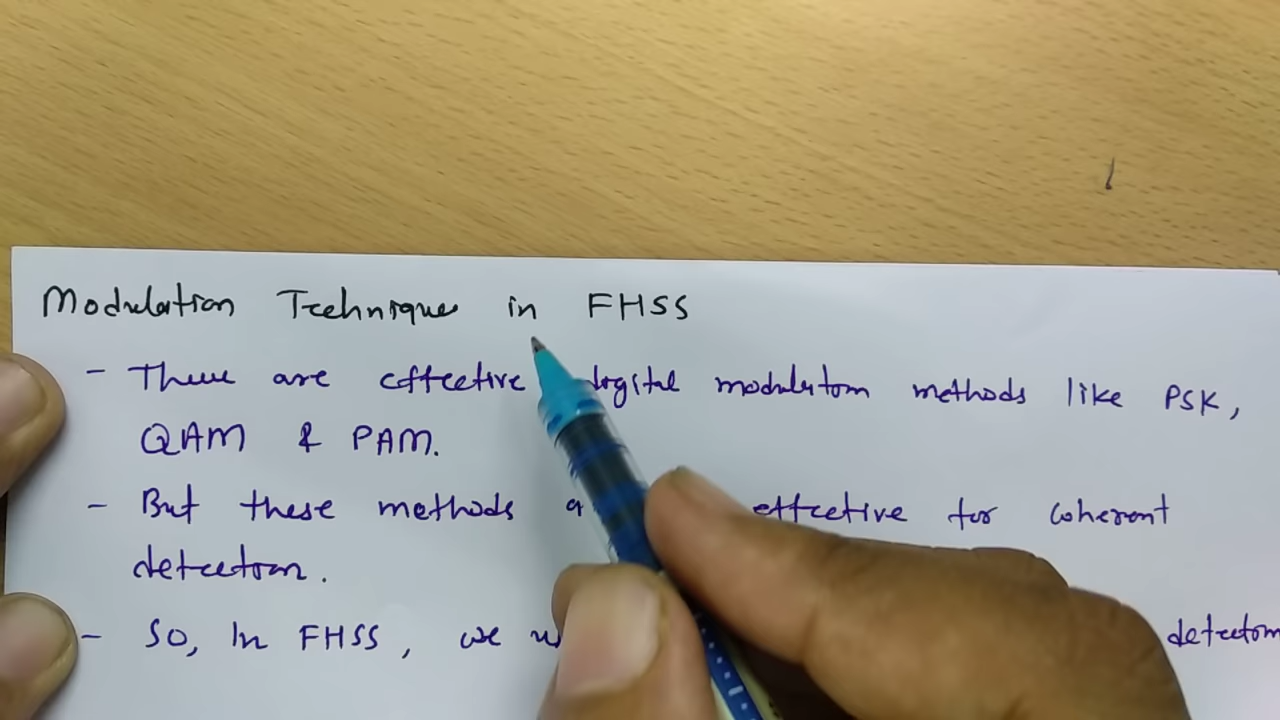 Modulation Techniques in FHSS
- There are effective digital modulation methods like PSK,
QAM & PAM.
- But these methods effective for coherent
detection.
- So, In FHSS, we detection